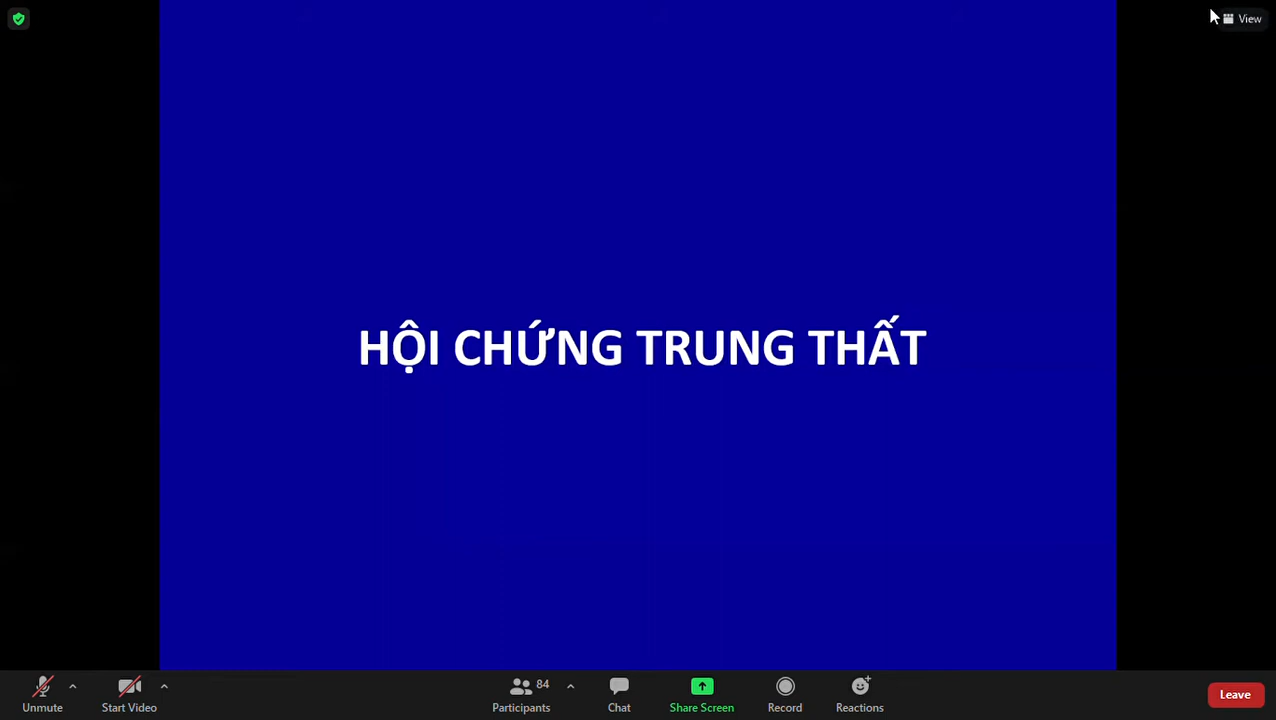 View
HỘI CHỨNG TRUNG THẤT
Unmute
Start Video
84
Participants
Chat
Share Screen
Record
Reactions
Leave